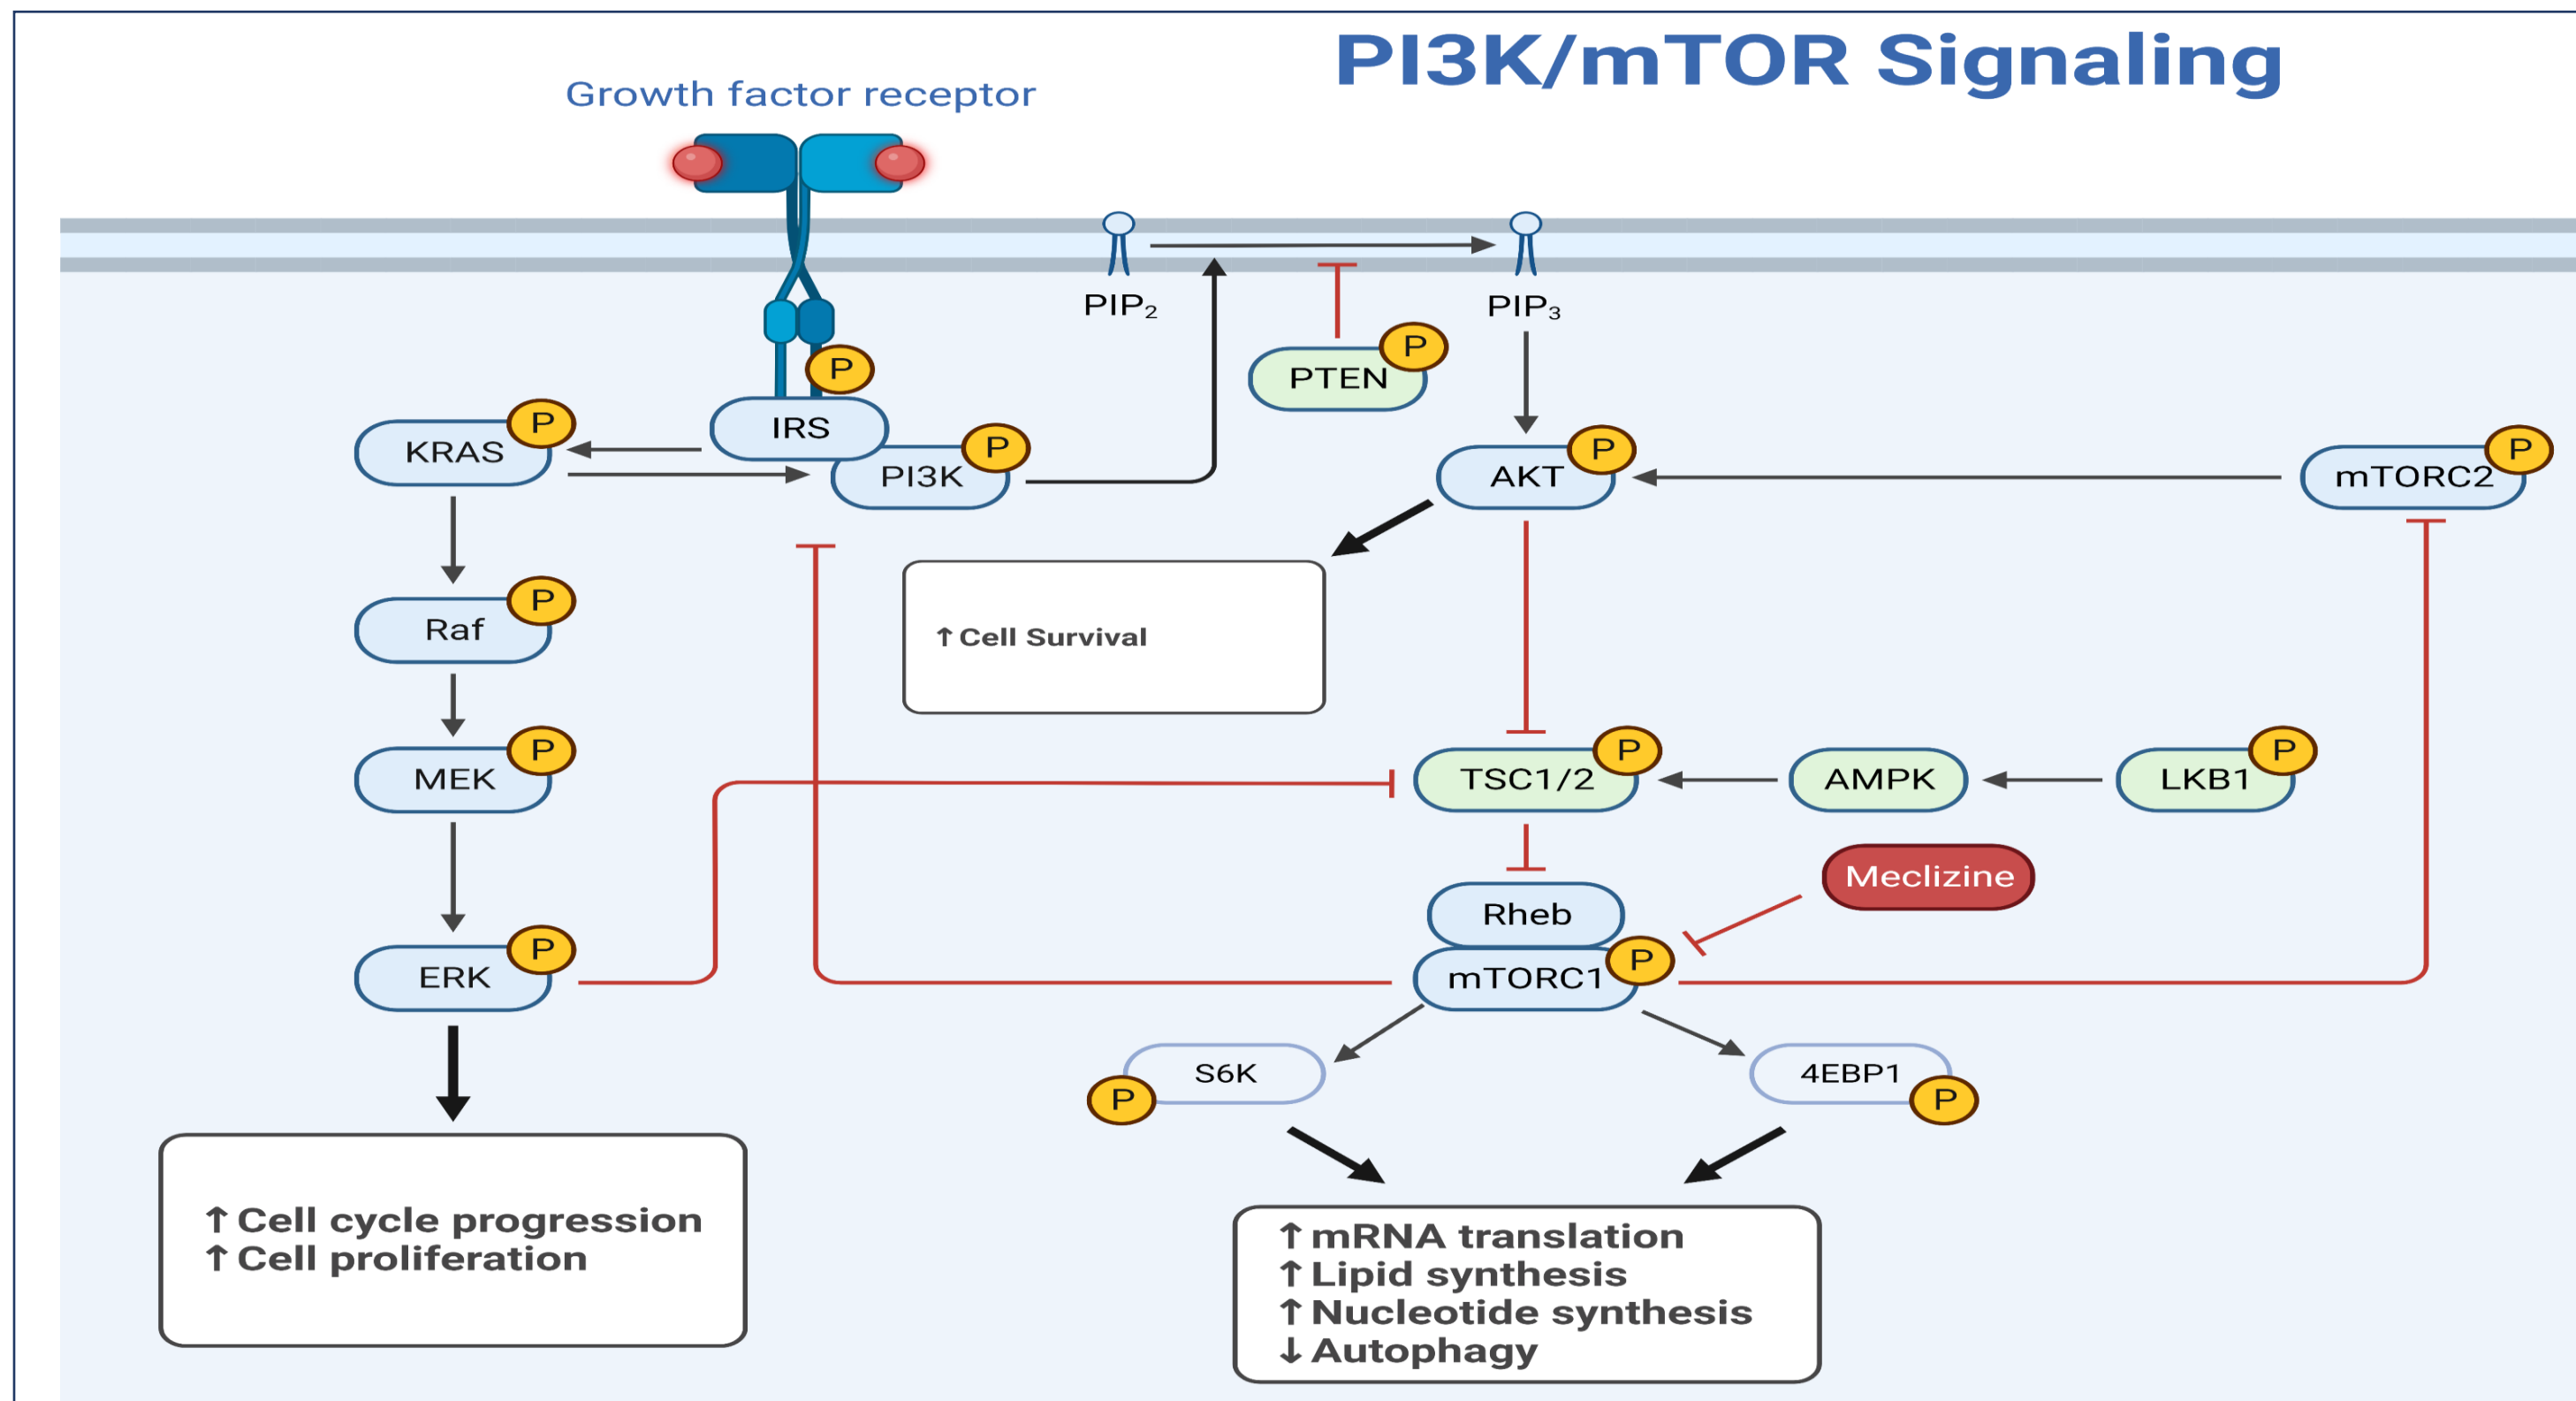 PI3K/mTOR Signaling
Growth factor receptor
PIP₂
PIP₃
PTEN
P
P
KRAS
P
IRS
PI3K
P
AKT
P
mTORC2
P
↑Cell Survival
Raf
P
MEK
P
TSC1/2
P
AMPK
LKB1
P
Meclizine
Rheb
ERK
P
mTORC1
P
S6K
P
4EBP1
P
↑Cell cycle progression
↑Cell proliferation
↑mRNA translation
↑Lipid synthesis
↑Nucleotide synthesis
↓Autophagy